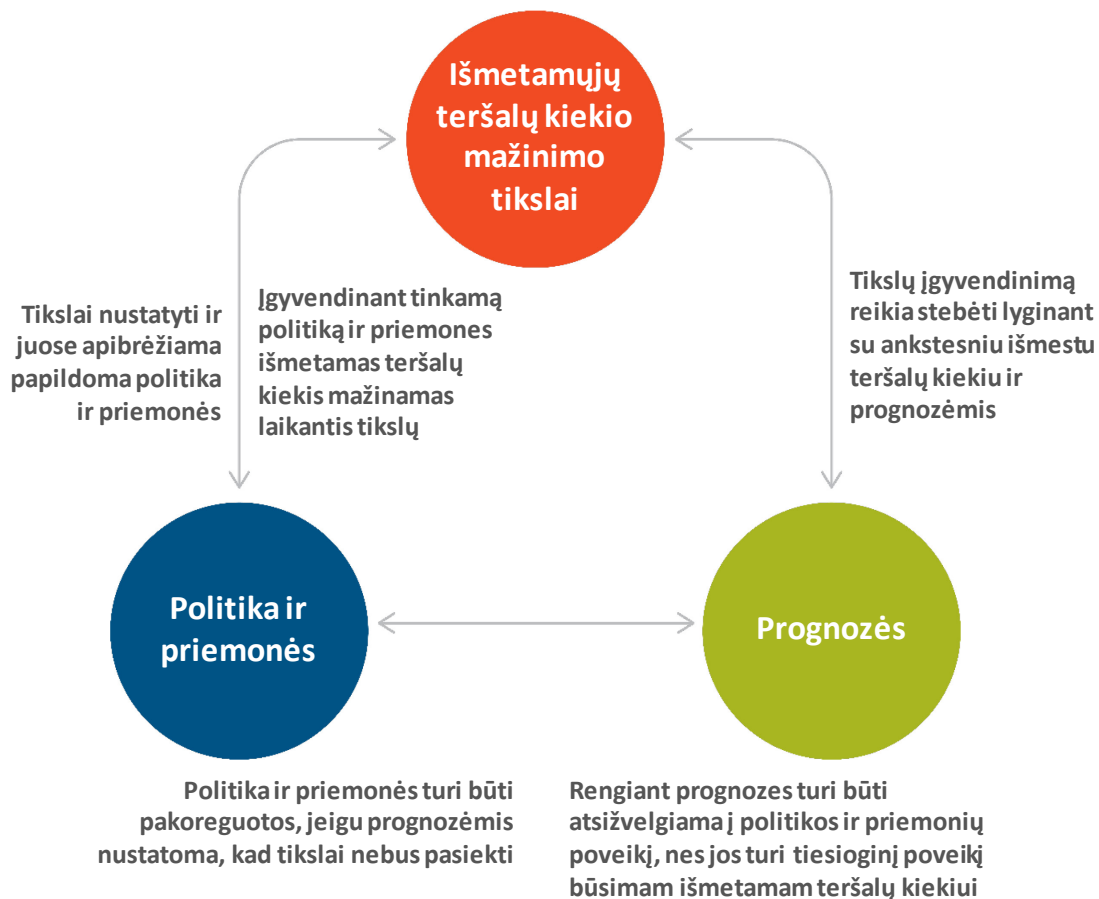 Išmetamųjų
teršalų kiekio
mažinimo
tikslai
Tikslai nustatyti ir
juose apibrėžiama
papildoma politika
ir priemonės
Įgyvendinant tinkamą
politiką ir priemones
išmetamas teršalų
kiekis mažinamas
laikantis tikslų
Tikslų įgyvendinimą
reikia stebėti lyginant
su ankstesniu išmestu
teršalų kiekiu ir
prognozėmis
Politika ir
priemonės
Prognozės
Politika ir priemonės turi būti
pakoreguotos, jeigu prognozėmis
nustatoma, kad tikslai nebus pasiekti
Rengiant prognozes turi būti
atsižvelgiama į politikos ir priemonių
poveikį, nes jos turi tiesioginį poveikį
būsimam išmetamam teršalų kiekiui